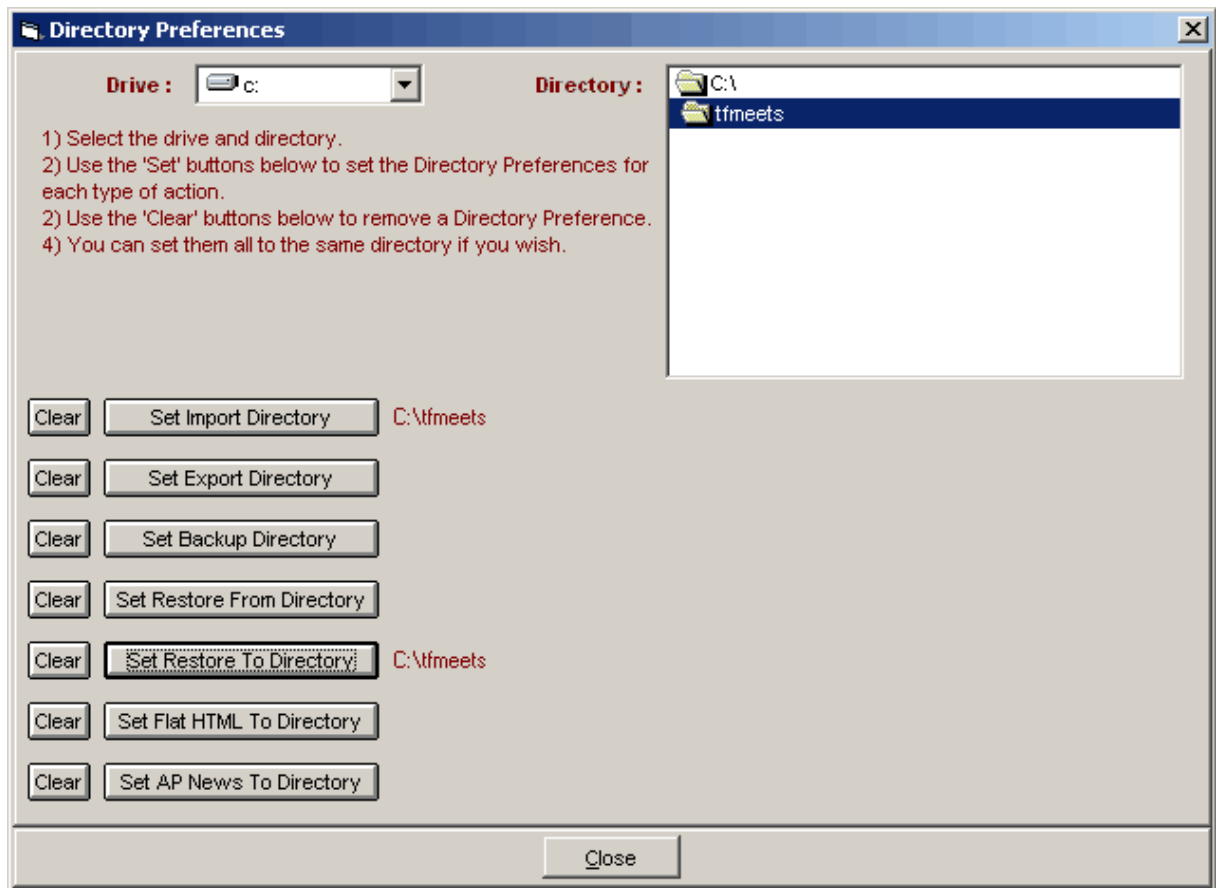 Directory Preferences
Drive : c: Directory : C:\
tfmeets
1) Select the drive and directory.
2) Use the 'Set' buttons below to set the Directory Preferences for
each type of action.
2) Use the 'Clear' buttons below to remove a Directory Preference.
4) You can set them all to the same directory if you wish.
Clear Set Import Directory C:\tfmeets
Clear Set Export Directory
Clear Set Backup Directory
Clear Set Restore From Directory
Clear Set Restore To Directory C:\tfmeets
Clear Set Flat HTML To Directory
Clear Set AP News To Directory
Close